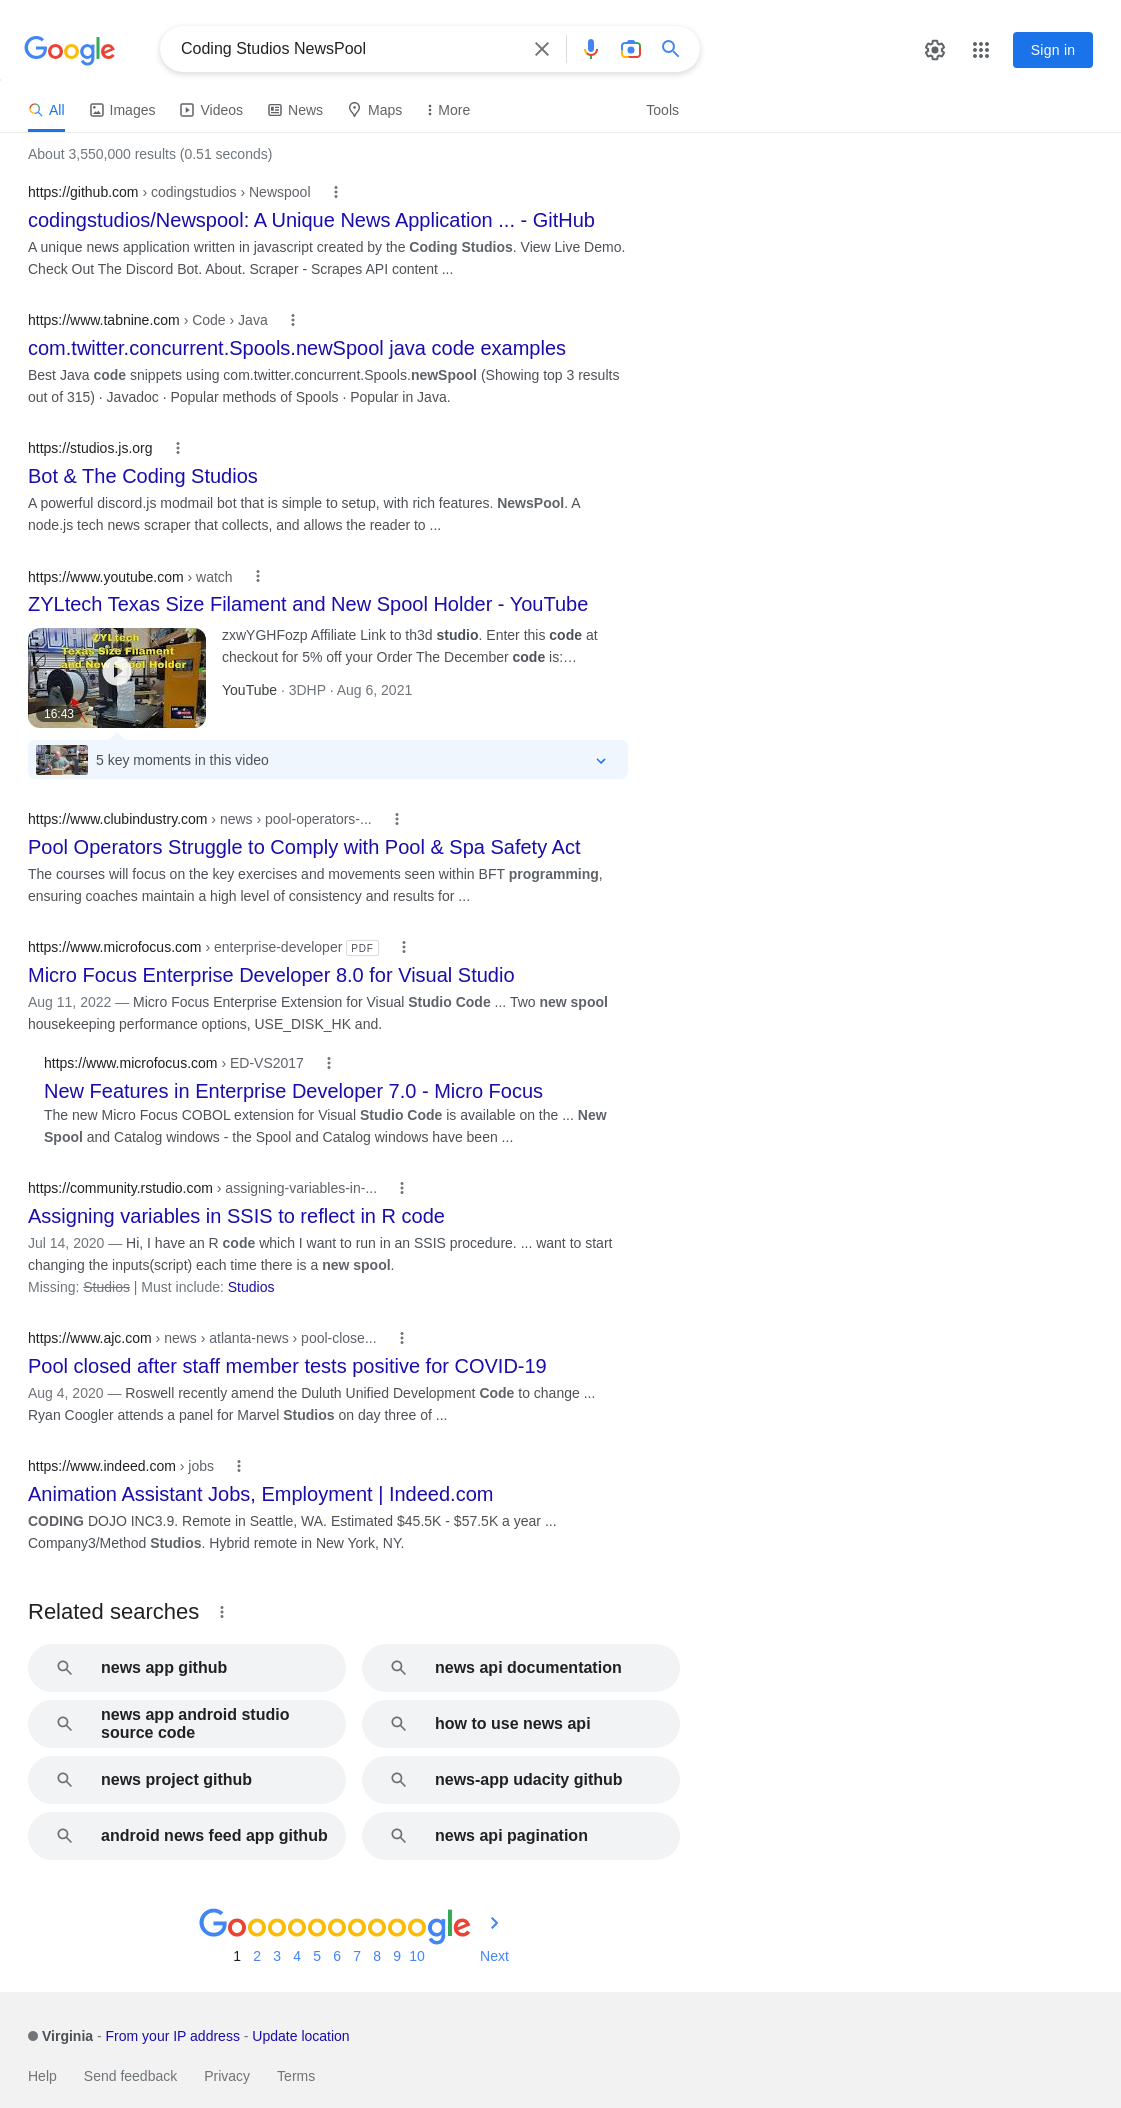 Google
Coding Studios NewsPool
Sign in
All
Images
Videos
News
Maps
More
Tools
About 3,550,000 results (0.51 seconds)
https://github.com › codingstudios › Newspool
codingstudios/Newspool: A Unique News Application ... - GitHub
A unique news application written in javascript created by the Coding Studios. View Live Demo.
Check Out The Discord Bot. About. Scraper - Scrapes API content ...
https://www.tabnine.com › Code › Java
com.twitter.concurrent.Spools.newSpool java code examples
Best Java code snippets using com.twitter.concurrent.Spools.newSpool (Showing top 3 results
out of 315) · Javadoc · Popular methods of Spools · Popular in Java.
https://studios.js.org
Bot & The Coding Studios
A powerful discord.js modmail bot that is simple to setup, with rich features. NewsPool. A
node.js tech news scraper that collects, and allows the reader to ...
https://www.youtube.com › watch
ZYLtech Texas Size Filament and New Spool Holder - YouTube
ZYLtech
Texas Size Filament
and New Spool Holder
16:43
zxwYGHFozp Affiliate Link to th3d studio. Enter this code at
checkout for 5% off your Order The December code is:…
YouTube · 3DHP · Aug 6, 2021
5 key moments in this video
https://www.clubindustry.com › news › pool-operators-...
Pool Operators Struggle to Comply with Pool & Spa Safety Act
The courses will focus on the key exercises and movements seen within BFT programming,
ensuring coaches maintain a high level of consistency and results for ...
https://www.microfocus.com › enterprise-developer PDF
Micro Focus Enterprise Developer 8.0 for Visual Studio
Aug 11, 2022 — Micro Focus Enterprise Extension for Visual Studio Code ... Two new spool
housekeeping performance options, USE_DISK_HK and.
https://www.microfocus.com › ED-VS2017
New Features in Enterprise Developer 7.0 - Micro Focus
The new Micro Focus COBOL extension for Visual Studio Code is available on the ... New
Spool and Catalog windows - the Spool and Catalog windows have been ...
https://community.rstudio.com › assigning-variables-in-...
Assigning variables in SSIS to reflect in R code
Jul 14, 2020 — Hi, I have an R code which I want to run in an SSIS procedure. ... want to start
changing the inputs(script) each time there is a new spool.
Missing: Studios | Must include: Studios
https://www.ajc.com › news › atlanta-news › pool-close...
Pool closed after staff member tests positive for COVID-19
Aug 4, 2020 — Roswell recently amend the Duluth Unified Development Code to change ...
Ryan Coogler attends a panel for Marvel Studios on day three of ...
https://www.indeed.com › jobs
Animation Assistant Jobs, Employment | Indeed.com
CODING DOJO INC3.9. Remote in Seattle, WA. Estimated $45.5K - $57.5K a year ...
Company3/Method Studios. Hybrid remote in New York, NY.
Related searches
news app github
news api documentation
news app android studio
source code
how to use news api
news project github
news-app udacity github
android news feed app github
news api pagination
Goooooooooogle
1 2 3 4 5 6 7 8 9 10 Next
Virginia - From your IP address - Update location
Help
Send feedback
Privacy
Terms